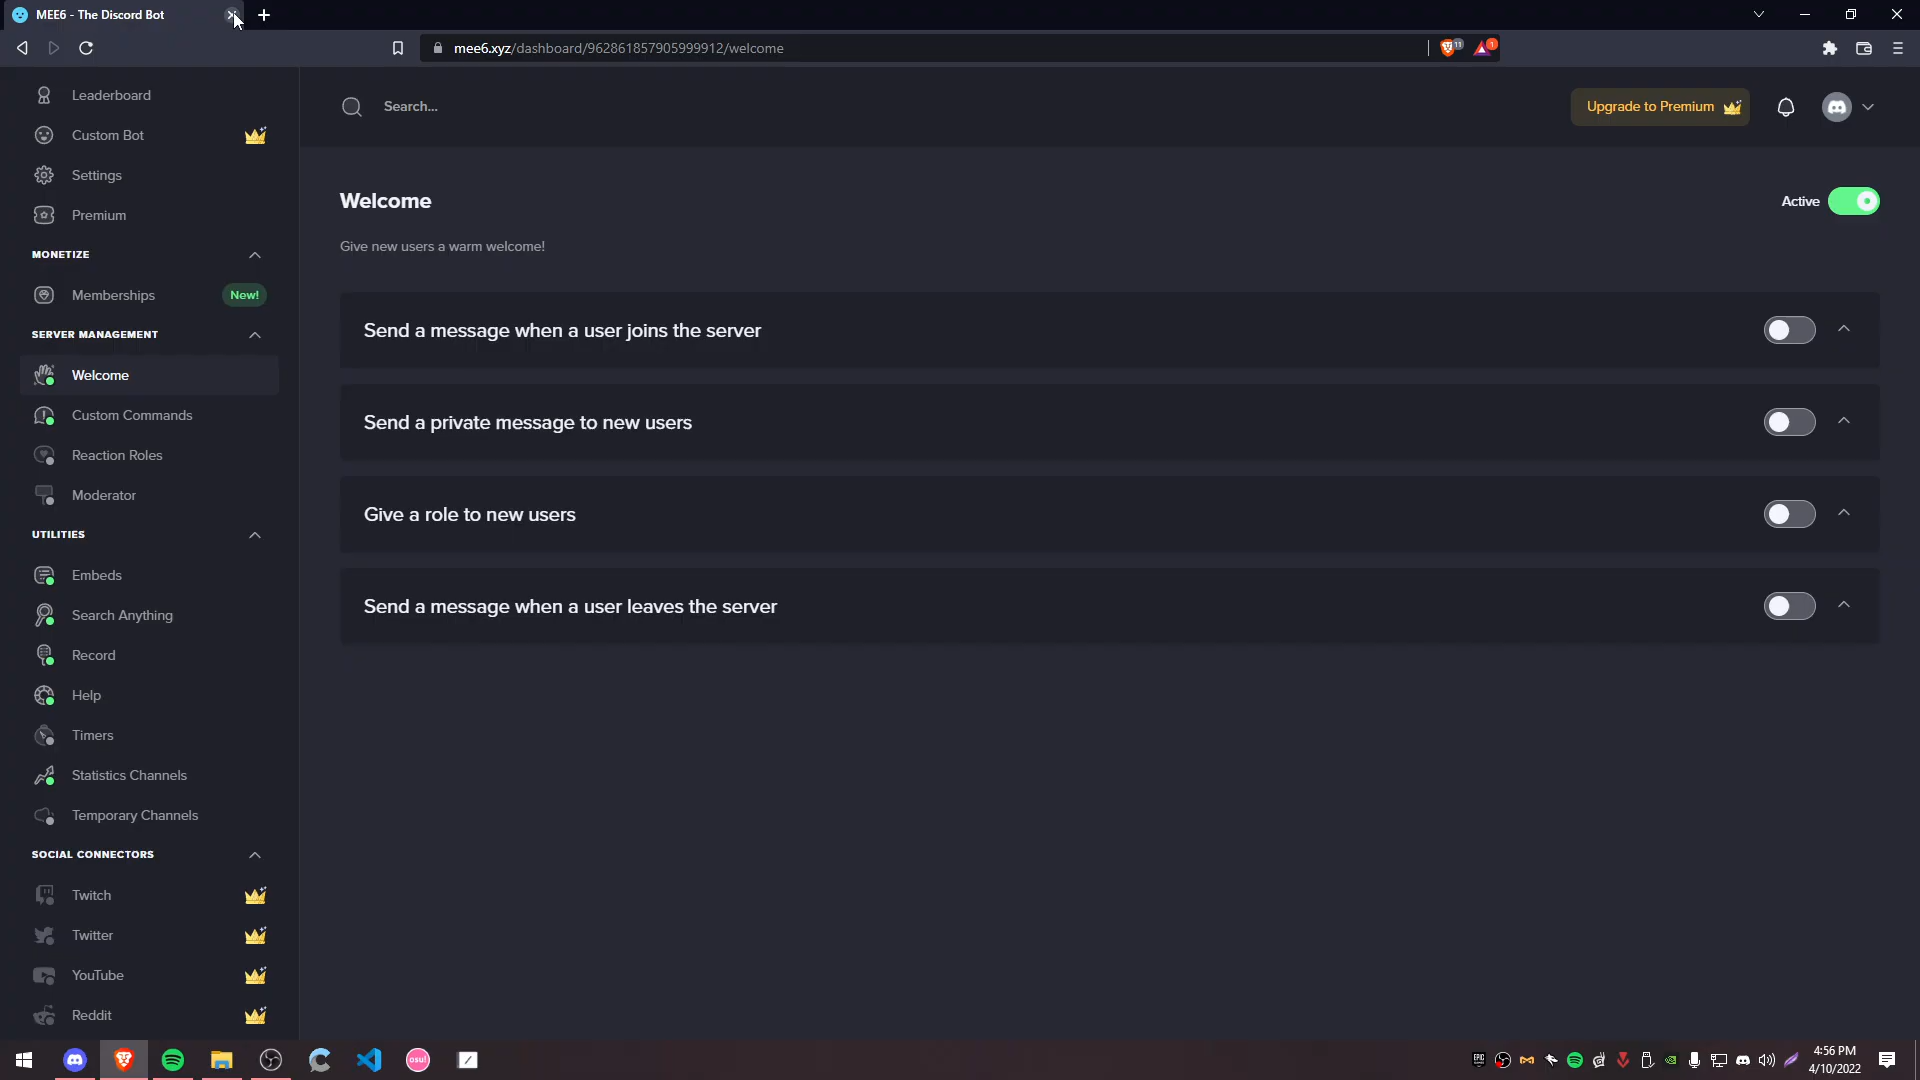 MEE6 - The Discord Bot
mee6.xyz/dashboard/962861857905999912/welcome
11
1
Leaderboard
Custom Bot
Settings
Premium
MONETIZE
Memberships
New!
SERVER MANAGEMENT
Welcome
Custom Commands
Reaction Roles
Moderator
UTILITIES
Embeds
Search Anything
Record
Help
Timers
Statistics Channels
Temporary Channels
SOCIAL CONNECTORS
Twitch
Twitter
YouTube
Reddit
Search...
Upgrade to Premium
Welcome
Active
Give new users a warm welcome!
Send a message when a user joins the server
Send a private message to new users
Give a role to new users
Send a message when a user leaves the server
osu!
EPIC
4:56 PM
4/10/2022